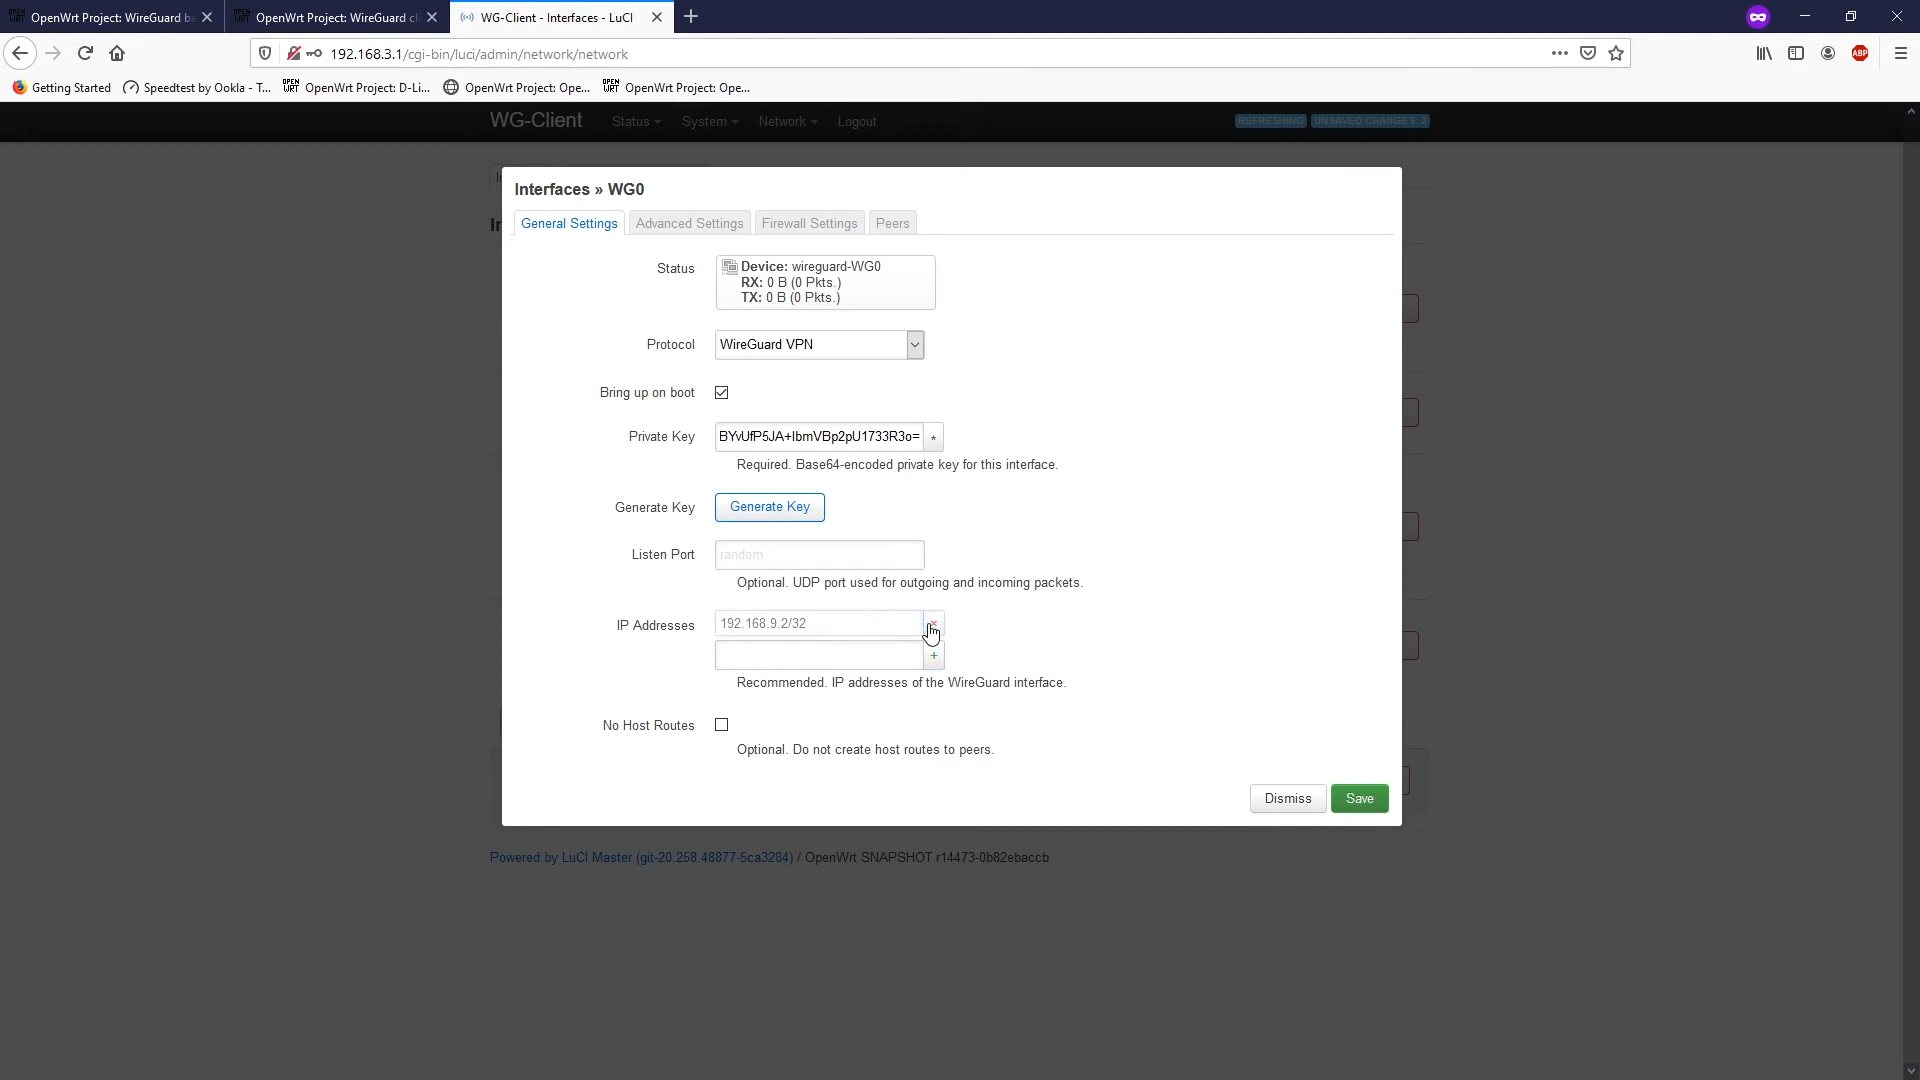 OpenWrt Project: WireGuard ba
OpenWrt Project: WireGuard cl
WG-Client - Interfaces - LuCI
192.168.3.1/cgi-bin/luci/admin/network/network
ABP
Getting Started
Speedtest by Ookla - T...
OpenWrt Project: D-Li...
OpenWrt Project: Ope...
OpenWrt Project: Ope...
WG-Client
Status
System
Network
Logout
REFRESHING
UNSAVED CHANGES: 2
Interfaces » WG0
General Settings
Advanced Settings
Firewall Settings
Peers
Status
Device: wireguard-WG0
RX: 0 B (0 Pkts.)
TX: 0 B (0 Pkts.)
Protocol
WireGuard VPN
Bring up on boot
Private Key
BYvUfP5JA+IbmVBp2pU1733R3o=
*
Required. Base64-encoded private key for this interface.
Generate Key
Generate Key
Listen Port
random
Optional. UDP port used for outgoing and incoming packets.
IP Addresses
192.168.9.2/32
+
Recommended. IP addresses of the WireGuard interface.
No Host Routes
Optional. Do not create host routes to peers.
Dismiss
Save
Powered by LuCI Master (git-20.258.48877-5ca3284) / OpenWrt SNAPSHOT r14473-0b82ebaccb